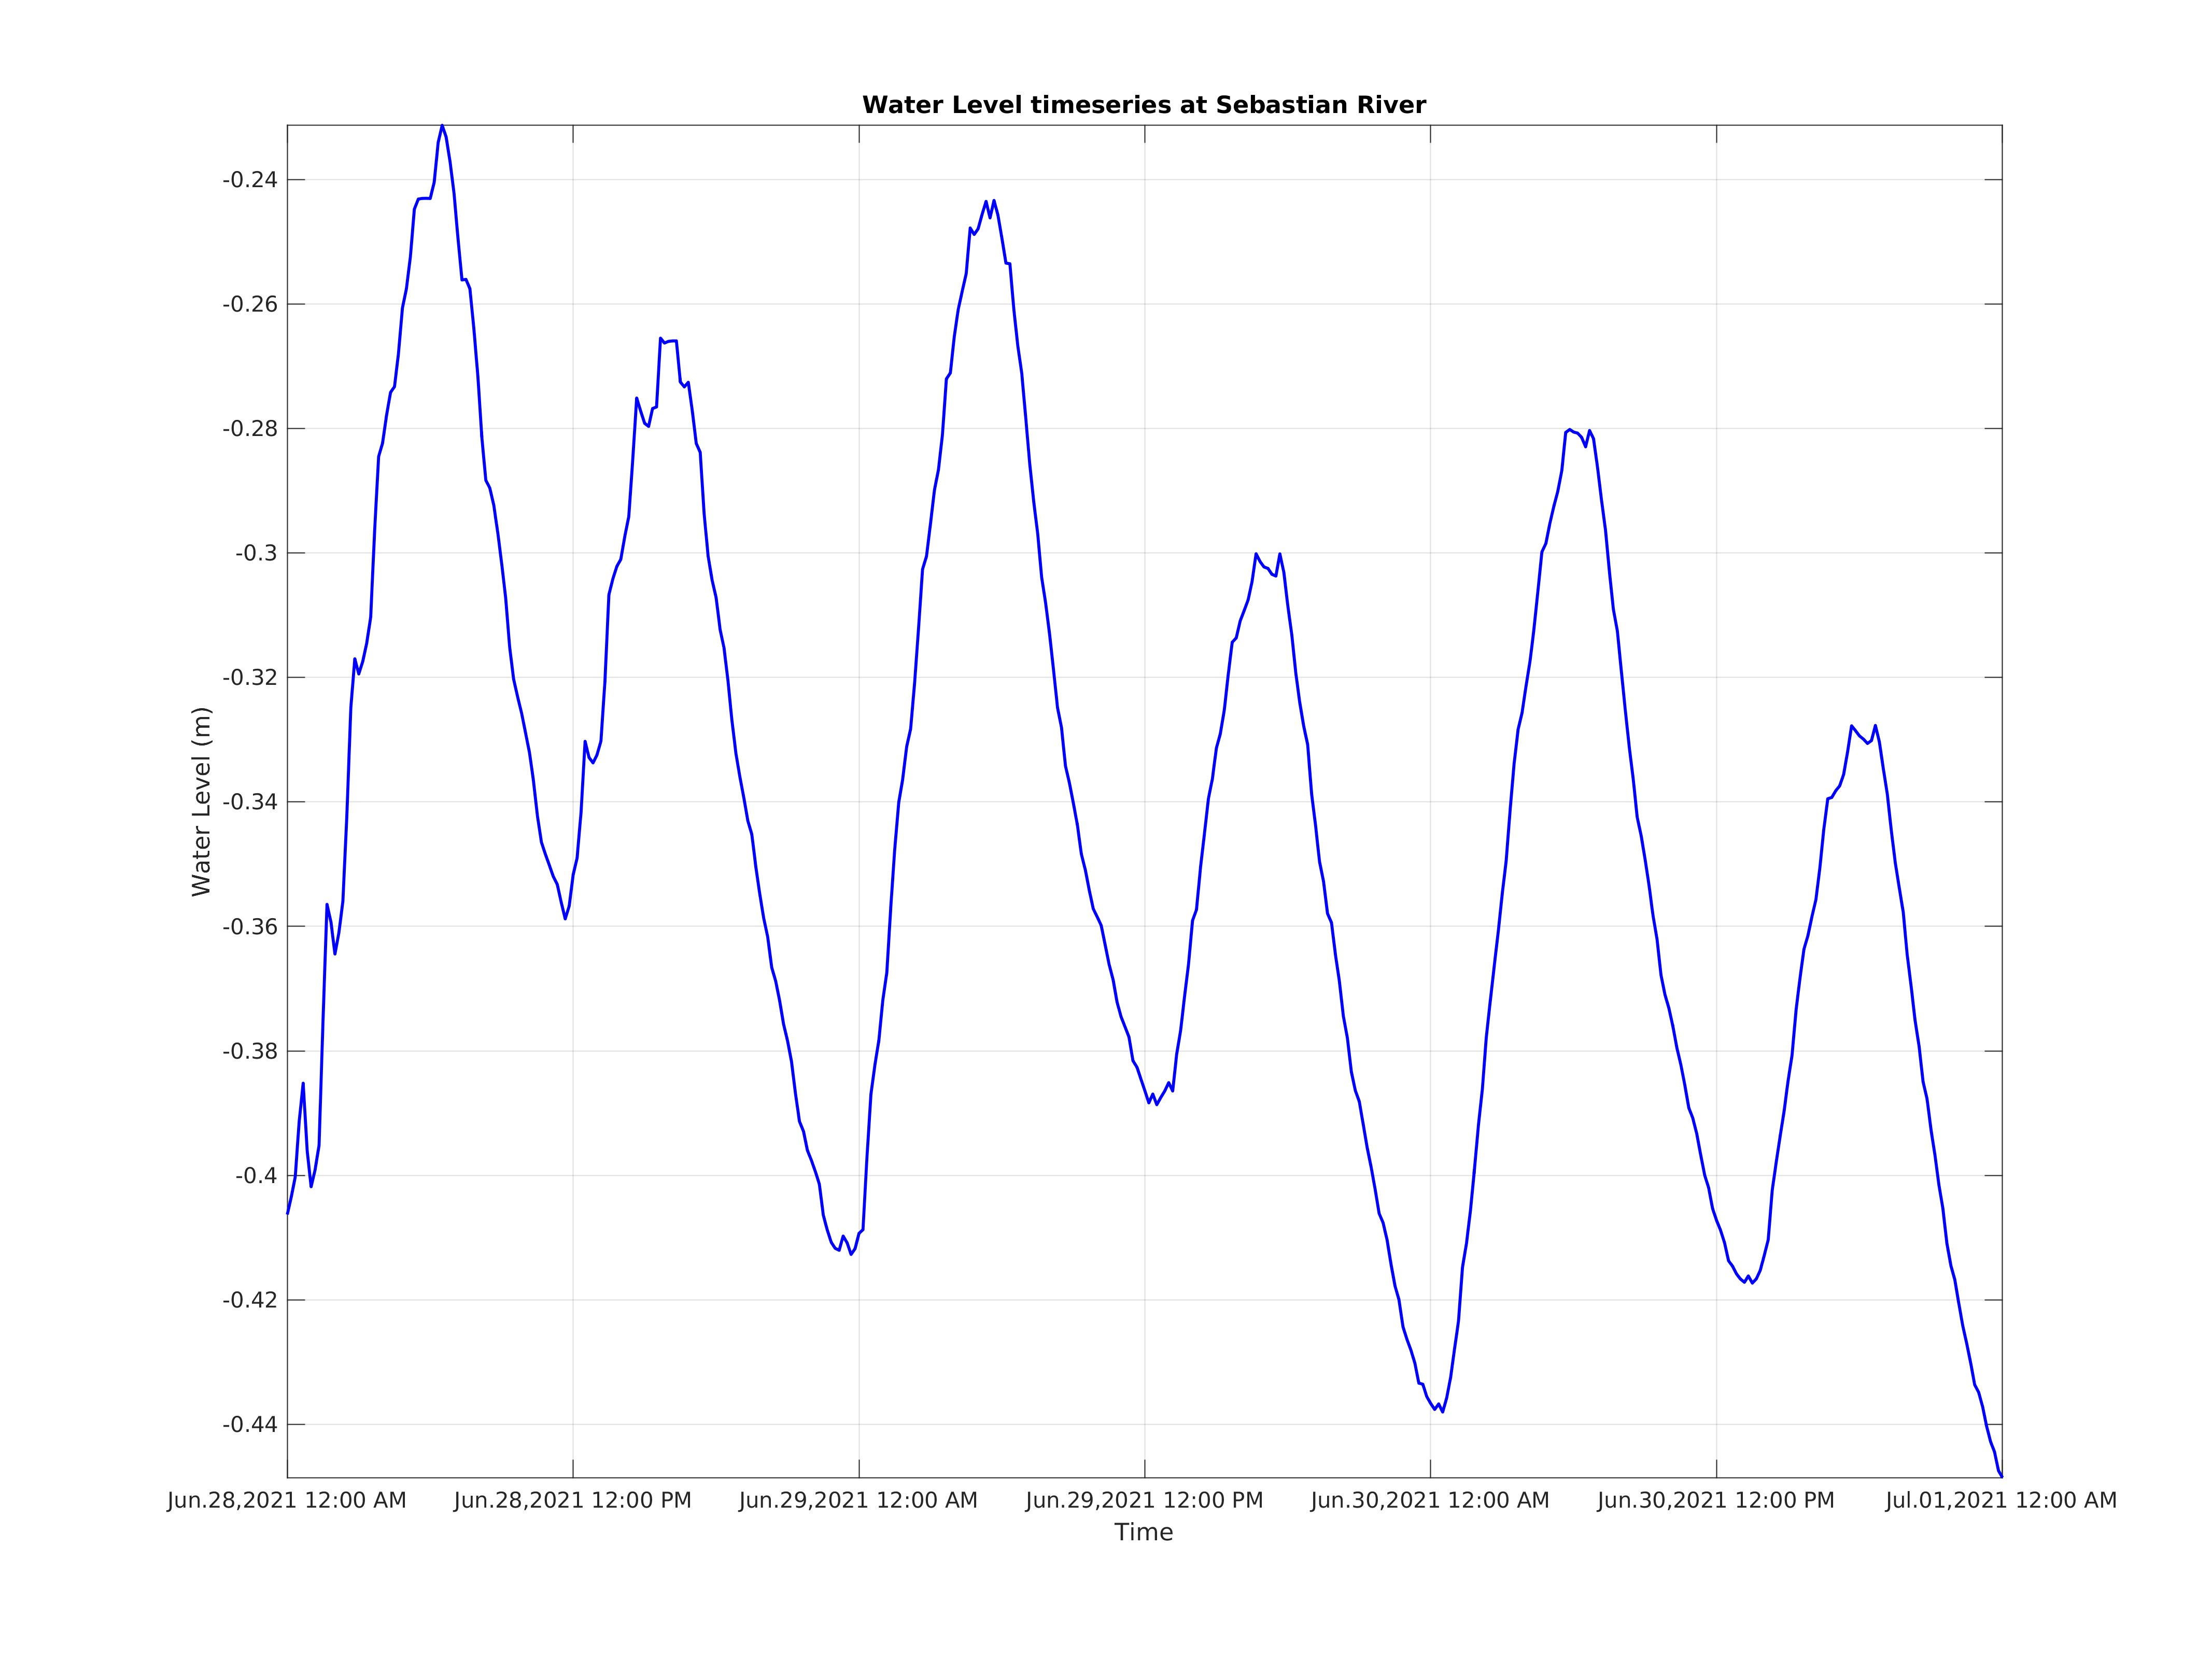 Water Level timeseries at Sebastian River
-0.24
-0.26
-0.28
-0.3
-0.32
-0.34
-0.36
-0.38
-0.4
-0.42
-0.44
Water Level (m)
Jun.28,2021 12:00 AM
Jun.28,2021 12:00 PM
Jun.29,2021 12:00 AM
Jun.29,2021 12:00 PM
Jun.30,2021 12:00 AM
Jun.30,2021 12:00 PM
Jul.01,2021 12:00 AM
Time